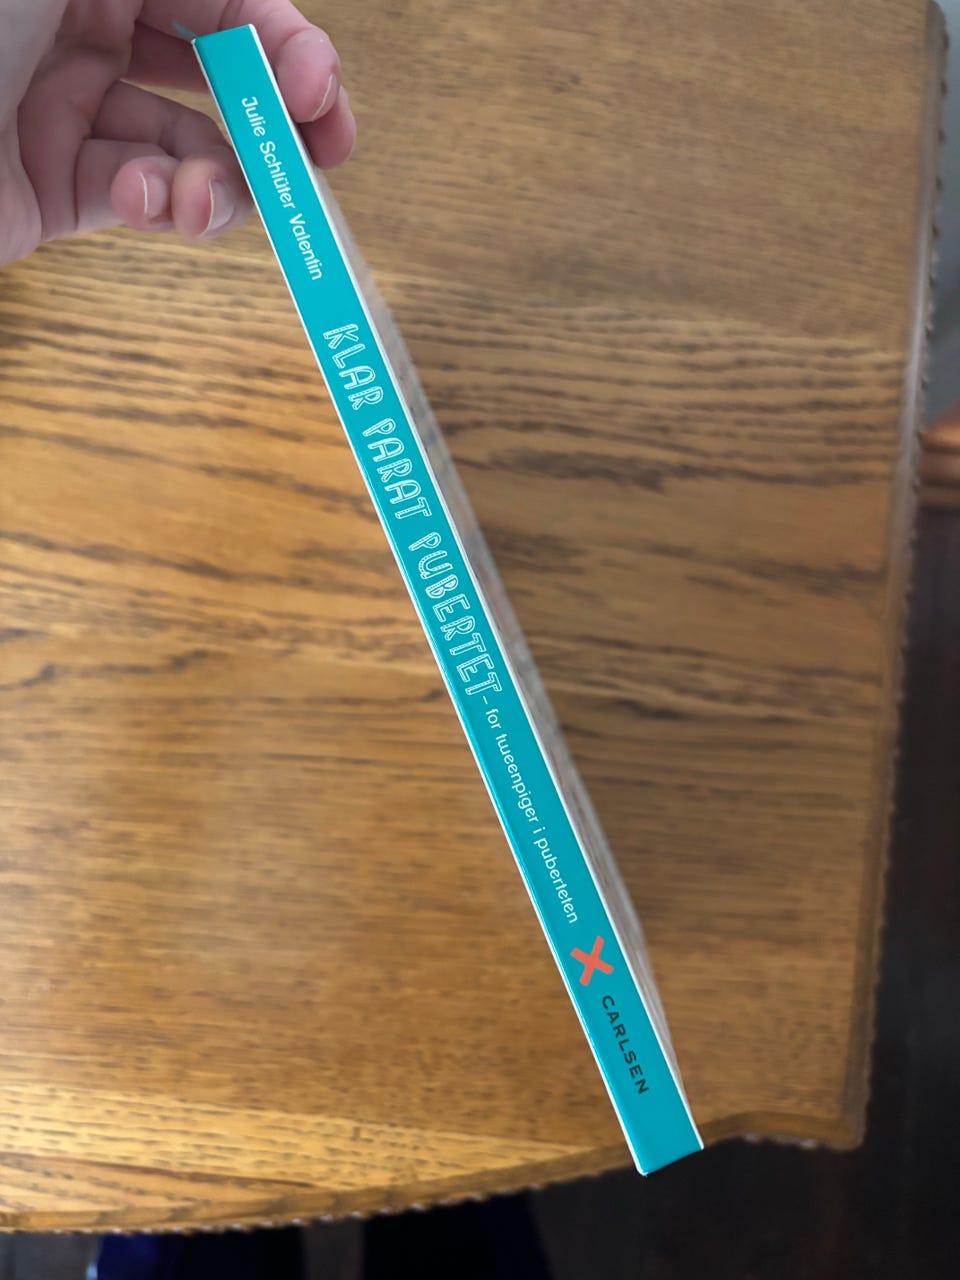 Julie Schlüter Valentin
KLAR PARAT PUBERTET – for tweenpiger i puberteten
CARLSEN